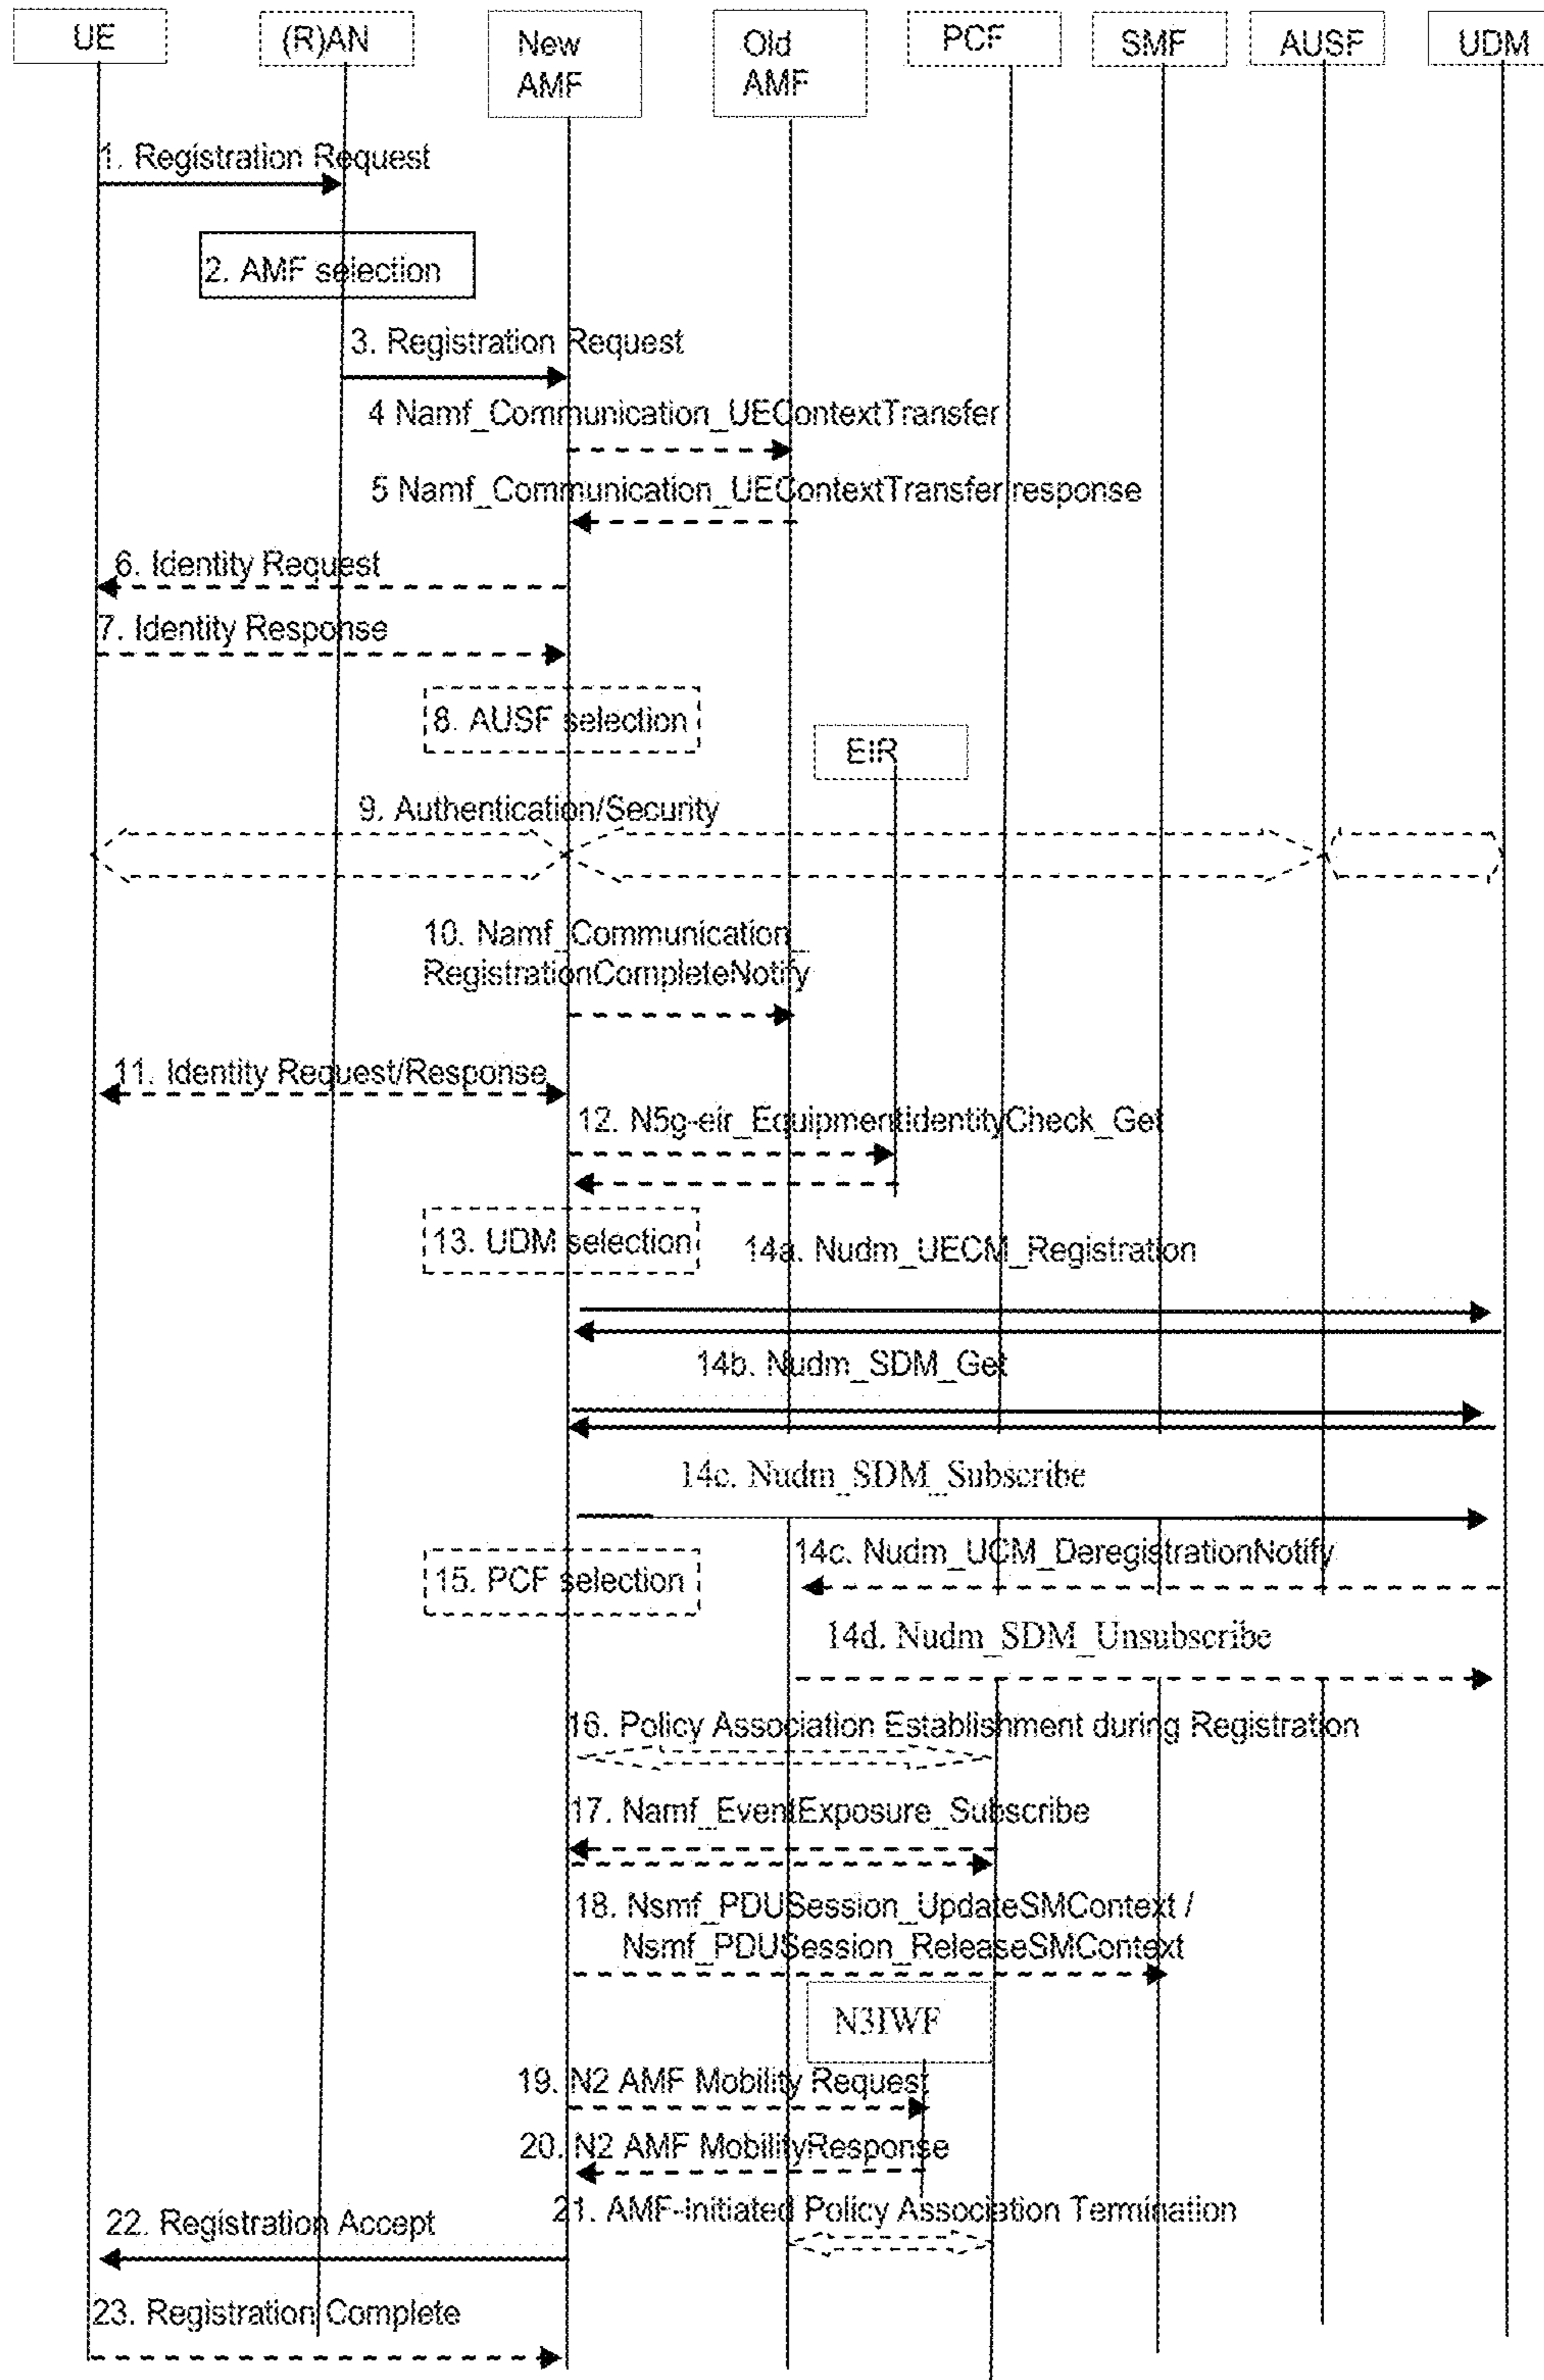 UE
(R)AN
New
AMF
Old
AMF
PCF
SMF
AUSF
UDM
1. Registration Request
2. AMF selection
3. Registration Request
4 Namf_Communication_UEContextTransfer
5 Namf_Communication_UEContextTransfer response
6. Identity Request
7. Identity Response
8. AUSF selection
EIR
9. Authentication/Security
10. Namf_Communication_
RegistrationCompleteNotify
11. Identity Request/Response
12. N5g-eir_EquipmentIdentityCheck_Get
13. UDM selection
14a. Nudm_UECM_Registration
14b. Nudm_SDM_Get
14c. Nudm_SDM_Subscribe
14c. Nudm_UCM_DeregistrationNotify
15. PCF selection
14d. Nudm_SDM_Unsubscribe
16. Policy Association Establishment during Registration
17. Namf_EventExposure_Subscribe
18. Nsmf_PDUSession_UpdateSMContext /
Nsmf_PDUSession_ReleaseSMContext
N3IWF
19. N2 AMF Mobility Request
20. N2 AMF MobilityResponse
21. AMF-Initiated Policy Association Termination
22. Registration Accept
23. Registration Complete